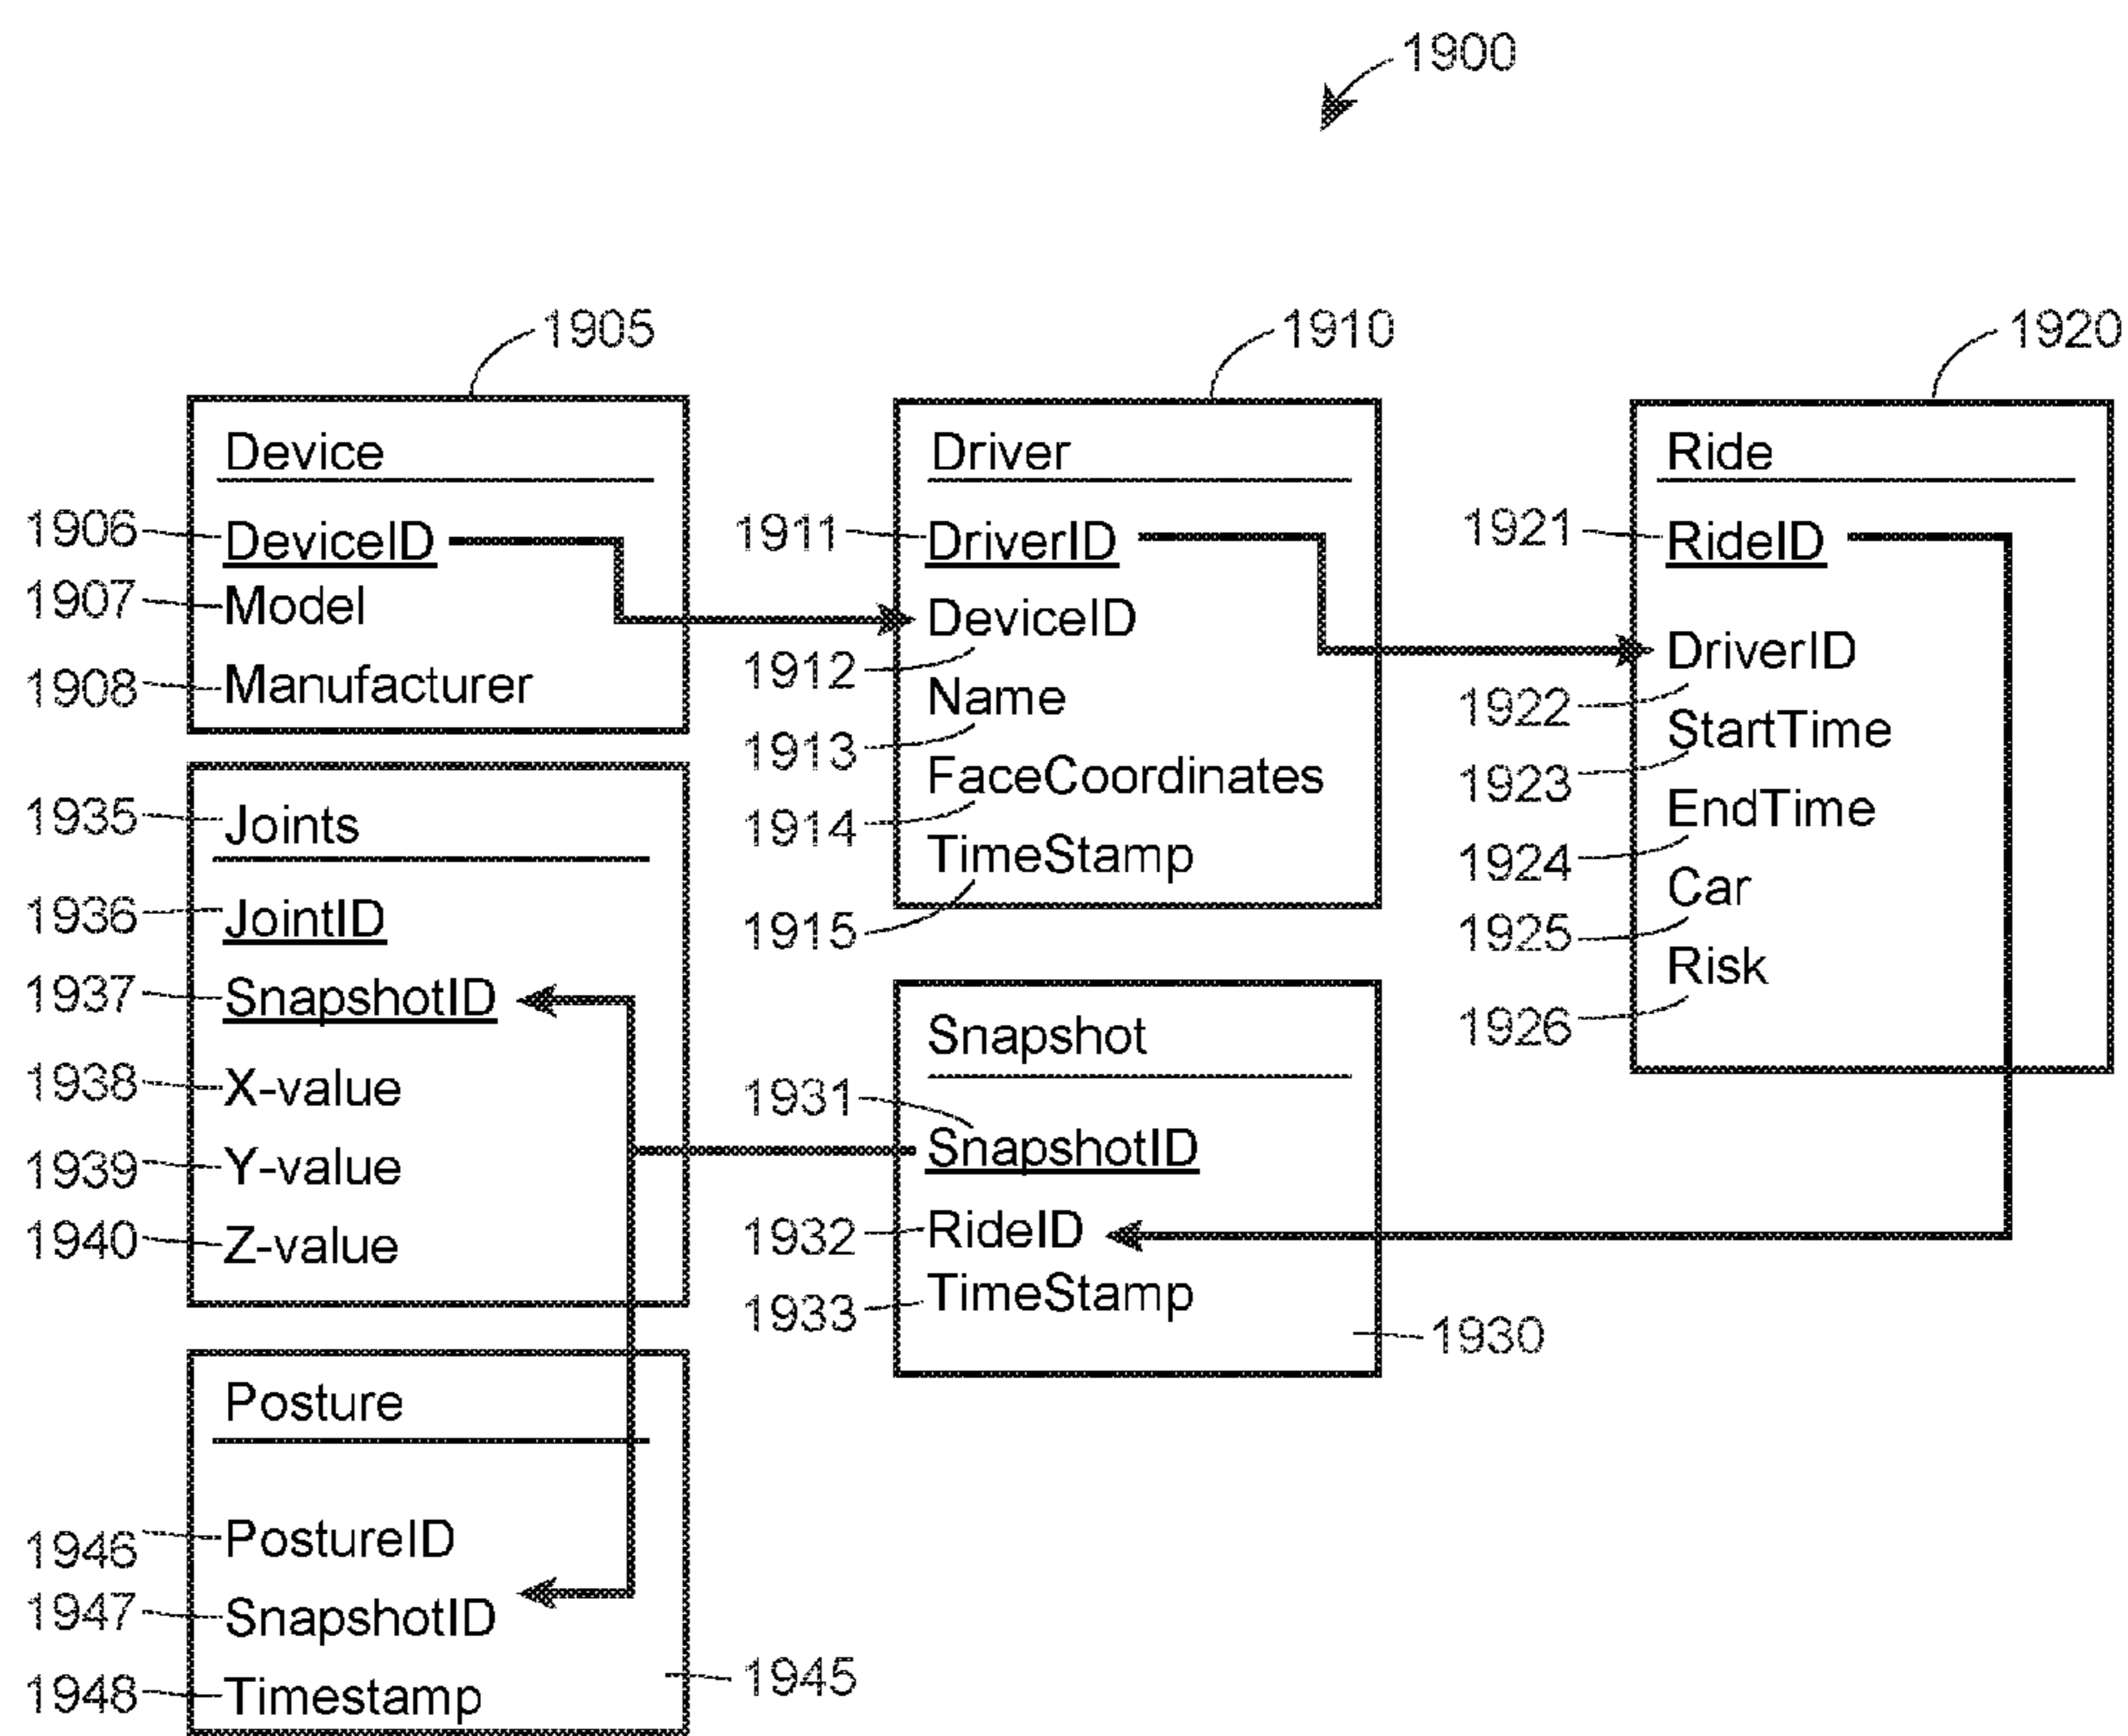 1900
1905
Device
1906 DeviceID
1907 Model
1908 Manufacturer
1910
Driver
1911 DriverID
DeviceID
1912
Name
1913
FaceCoordinates
1914
TimeStamp
1915
1920
Ride
1921 RideID
DriverID
1922
StartTime
1923
EndTime
1924
Car
1925
Risk
1926
1935 Joints
1936 JointID
1937 SnapshotID
1938 X-value
1939 Y-value
1940 Z-value
Snapshot
1931
SnapshotID
1932 RideID
TimeStamp
1933
1930
Posture
1946 PostureID
1947 SnapshotID
1948 Timestamp
1945